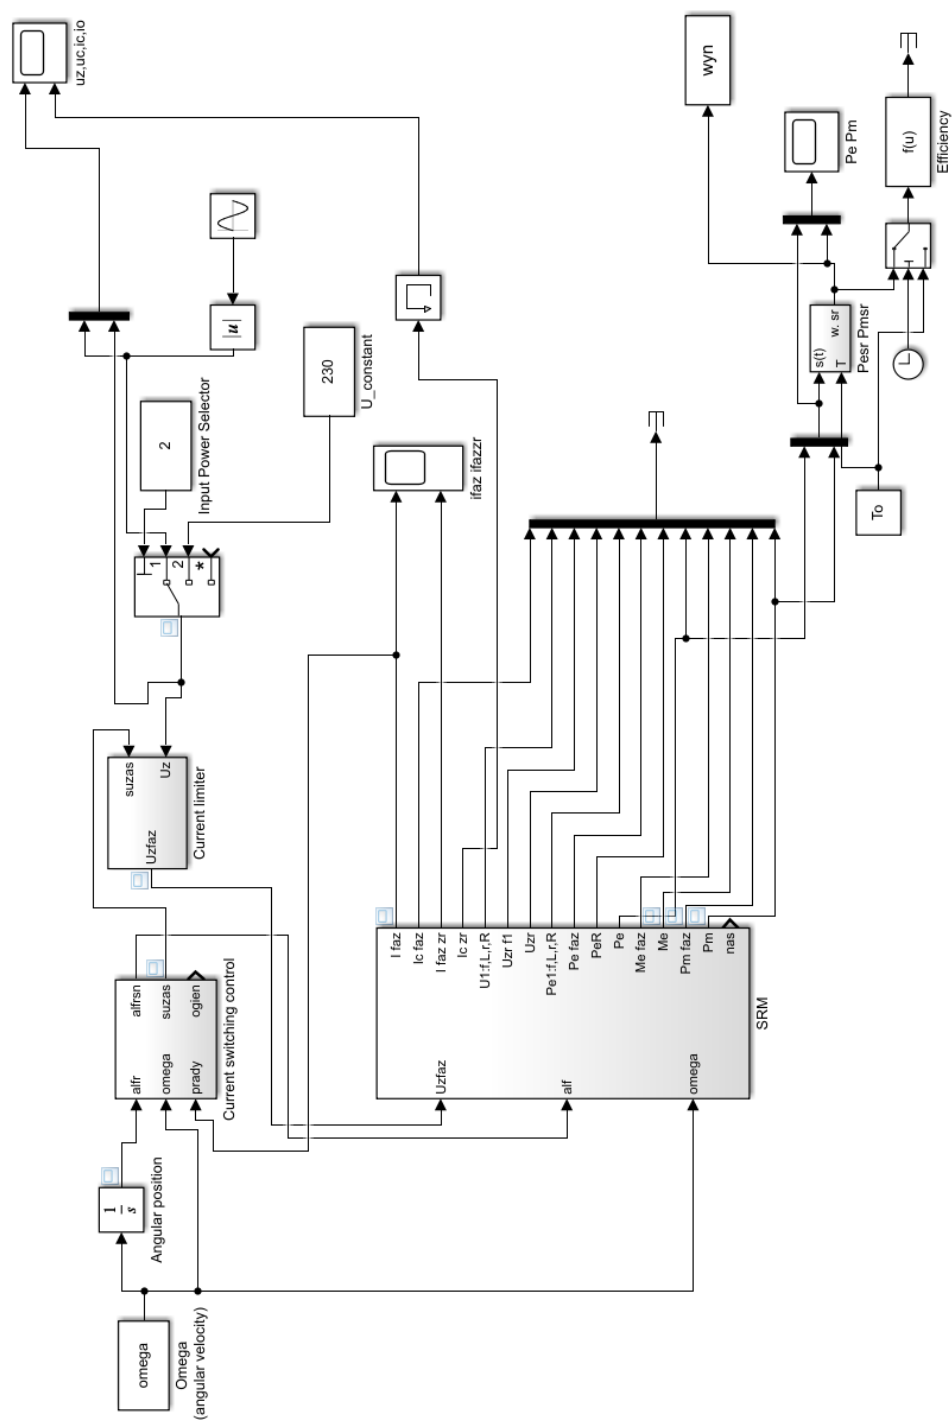 omega
Omega
(angular velocity)
1
s
Angular position
alfr
omega
prady
alfrsn
suzas
ogien
Current switching control
Uzfaz
suzas
Uz
Current limiter
1
2
*
2
Input Power Selector
|u|
230
U_constant
uz,uc,ic,io
ifaz ifazzr
Uzfaz
alf
omega
I faz
Ic faz
I faz zr
Ic zr
U1:f,L,r,R
Uzr f1
Uzr
Pe1:f,L,r,R
Pe faz
PeR
Pe
Me faz
Me
Pm faz
Pm
nas
SRM
To
s(t)
T
w. sr
Pesr Pmsr
wyn
Pe Pm
f(u)
Efficiency